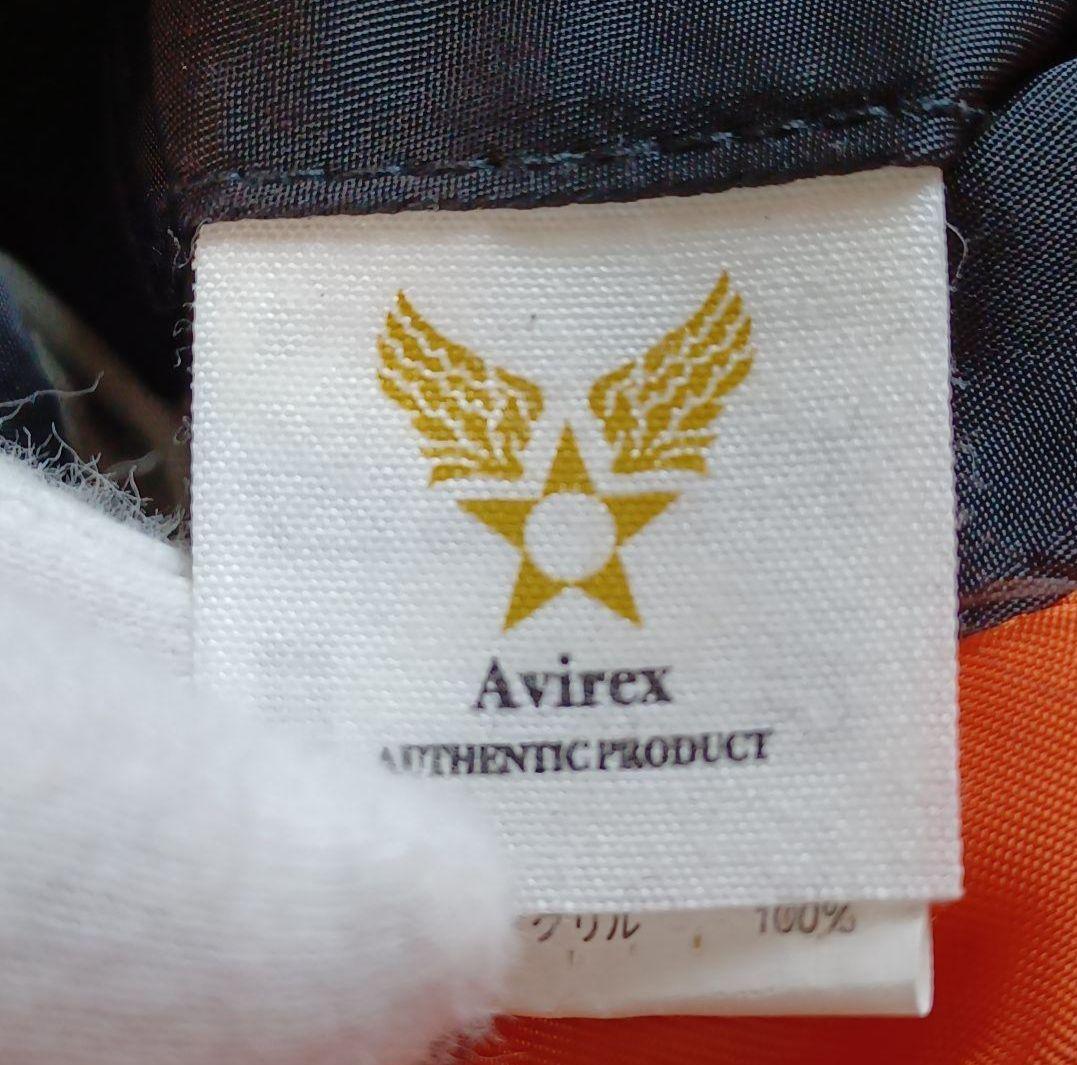 Avirex
AUTHENTIC PRODUCT
クリル 100%